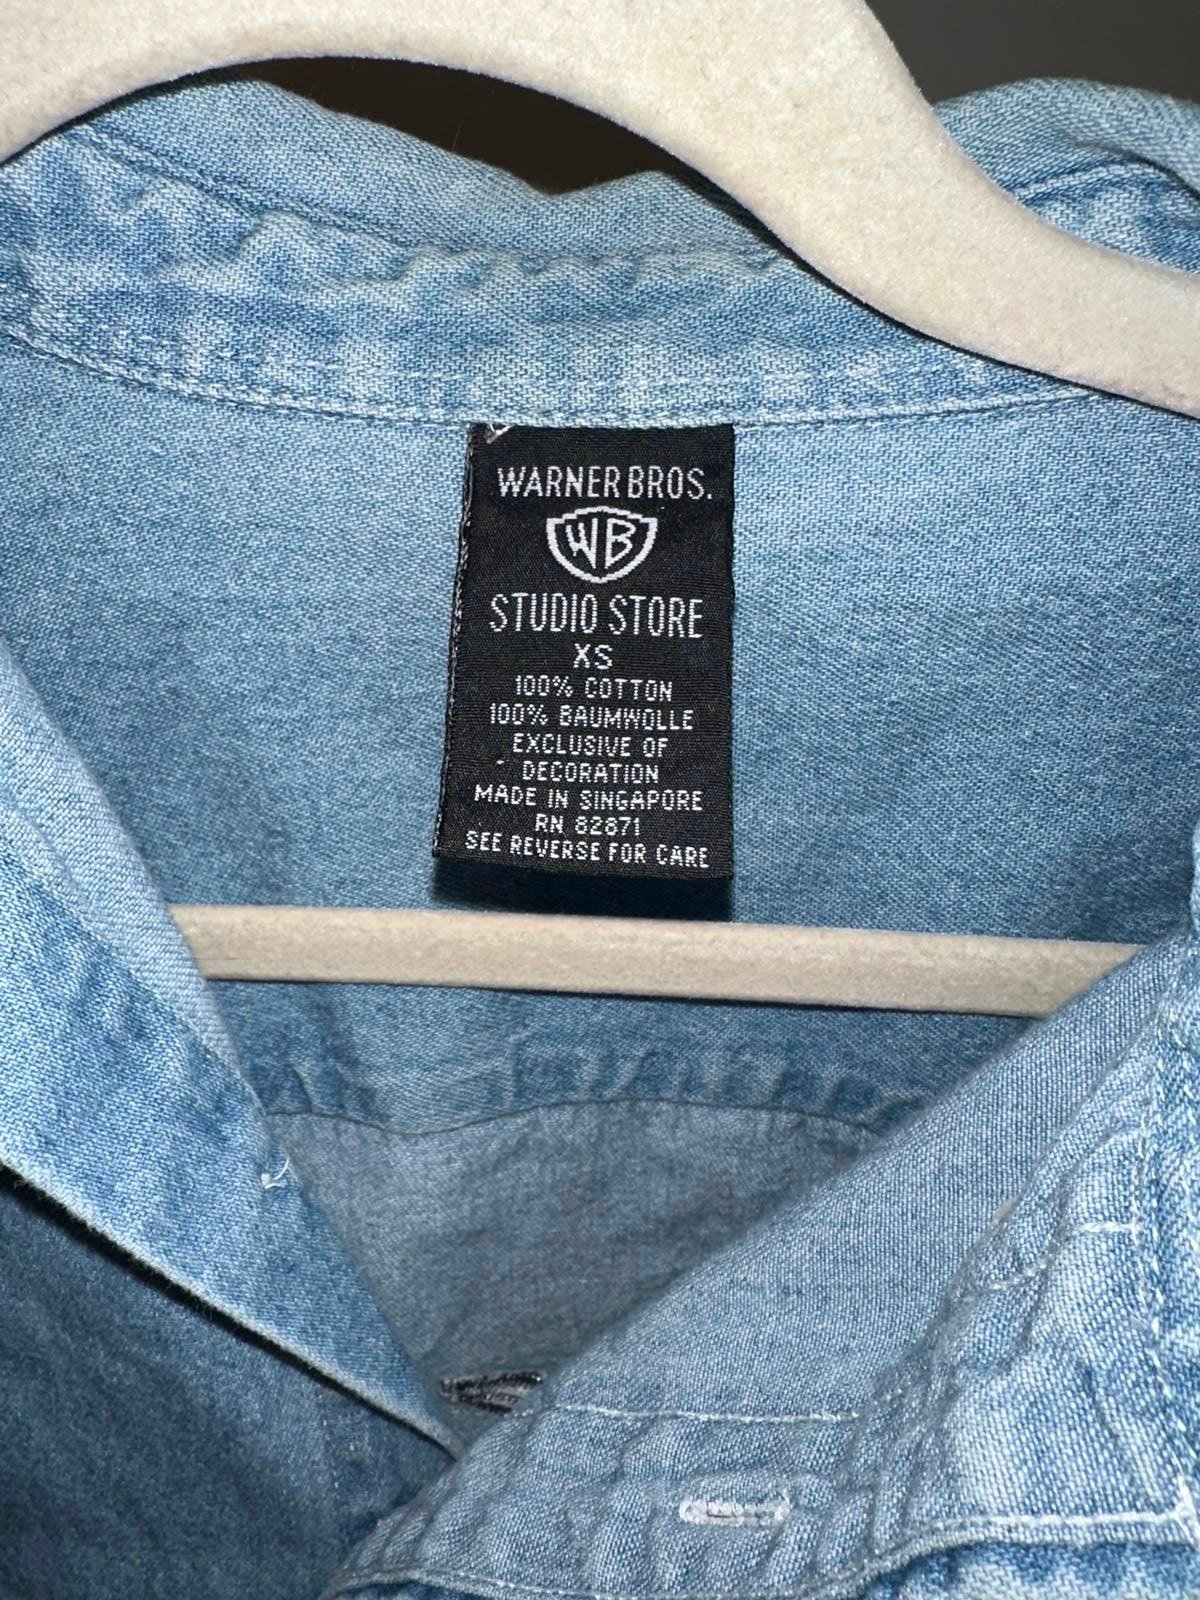 WARNER BROS.
WB
STUDIO STORE
XS
100% COTTON
100% BAUMWOLLE
EXCLUSIVE OF
DECORATION
MADE IN SINGAPORE
RN 82871
SEE REVERSE FOR CARE